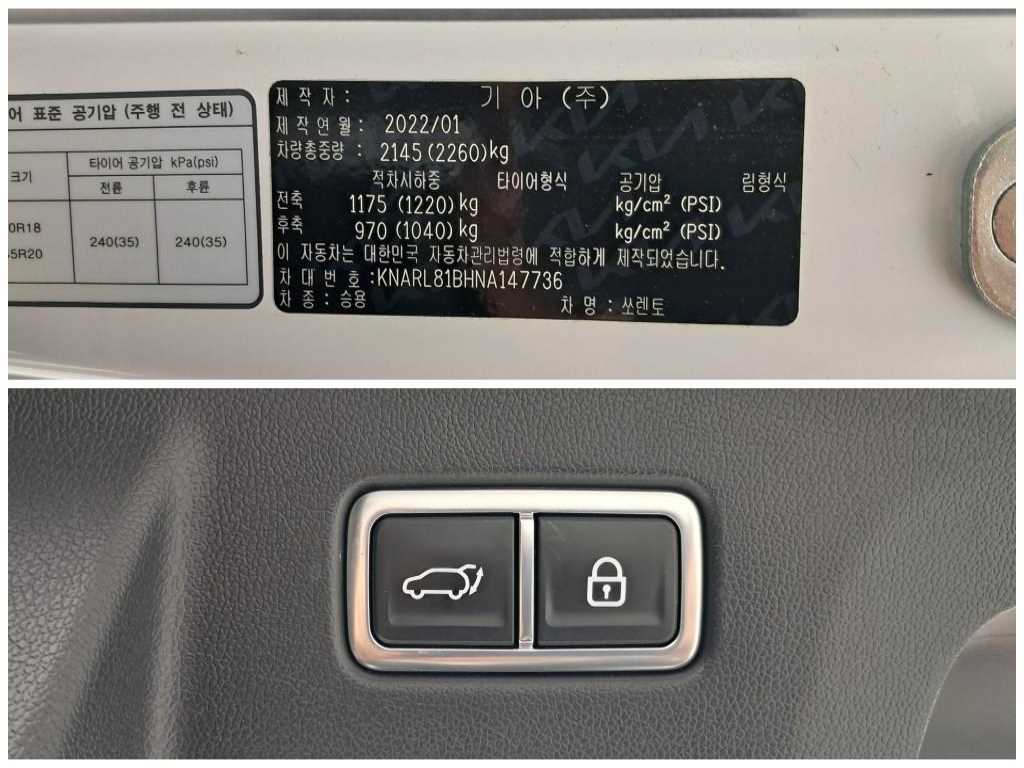 어 표준 공기압 (주행 전 상태)
크기
타이어 공기압 kPa(psi)
전륜 후륜
0R18
5R20
240(35) 240(35)
제 작 자 : 기 아 (주)
제 작 연 월 : 2022/01
차량총중량 : 2145 (2260)kg
적차시하중 타이어형식 공기압 림형식
전축 1175 (1220) kg kg/cm² (PSI)
후축 970 (1040) kg kg/cm² (PSI)
이 자동차는 대한민국 자동차관리법령에 적합하게 제작되었습니다.
차 대 번 호 :KNARL81BHNA147736
차 종 : 승용 차 명 : 쏘렌토